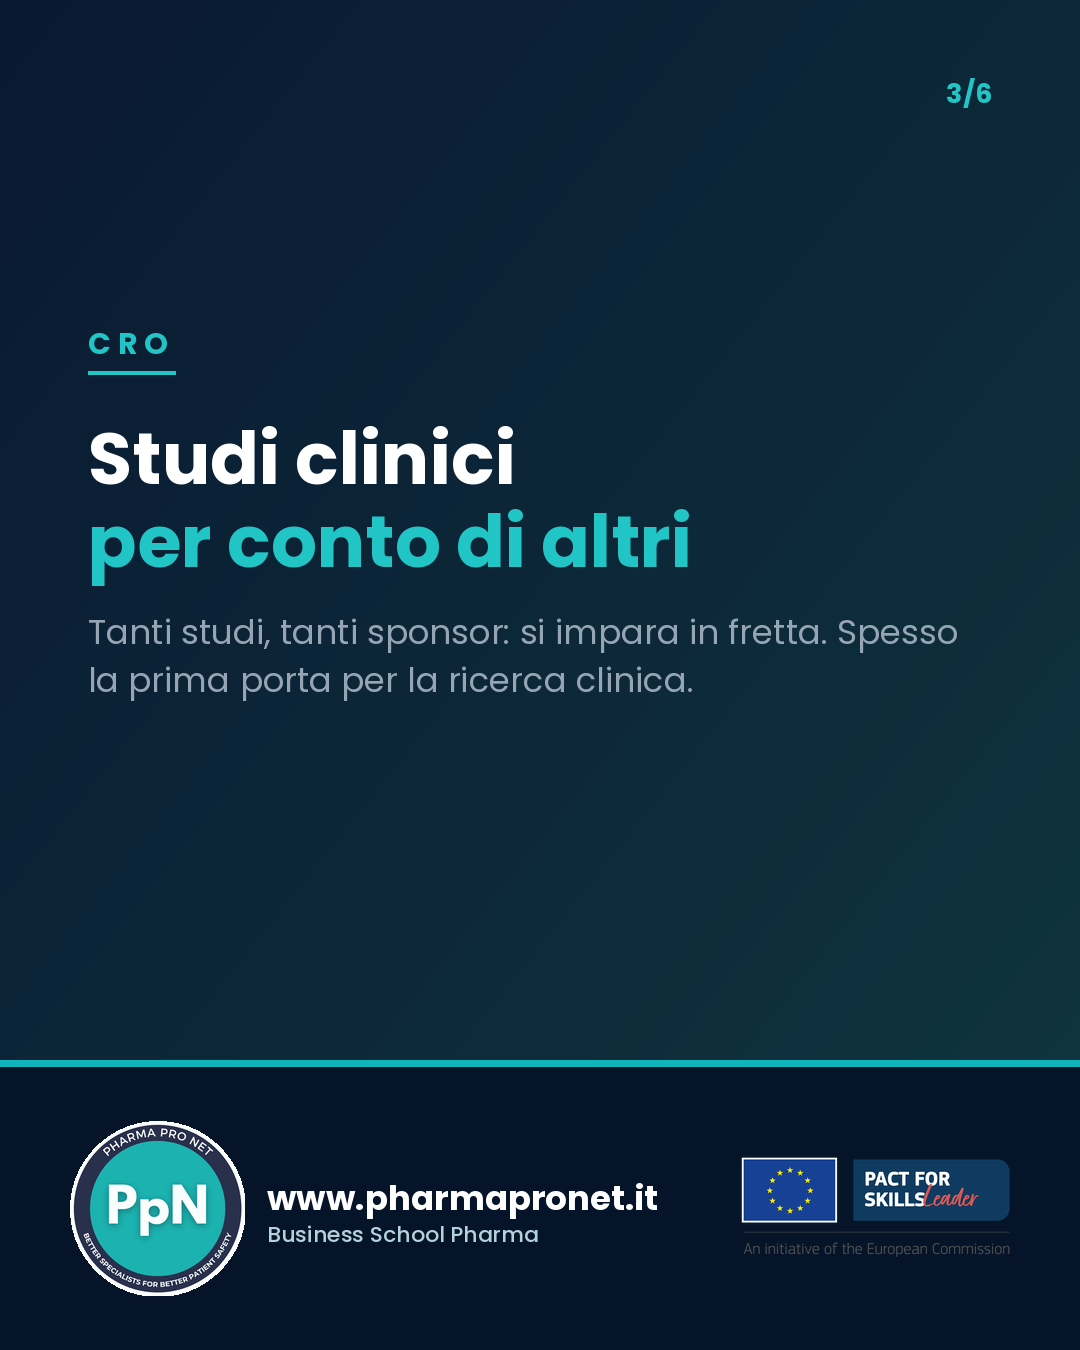 3/6
CRO
Studi clinici
per conto di altri
Tanti studi, tanti sponsor: si impara in fretta. Spesso
la prima porta per la ricerca clinica.
PHARMA PRO NET
PpN
BETTER SPECIALISTS FOR BETTER PATIENT SAFETY
www.pharmapronet.it
Business School Pharma
PACT FOR
SKILLS Leader
An initiative of the European Commission